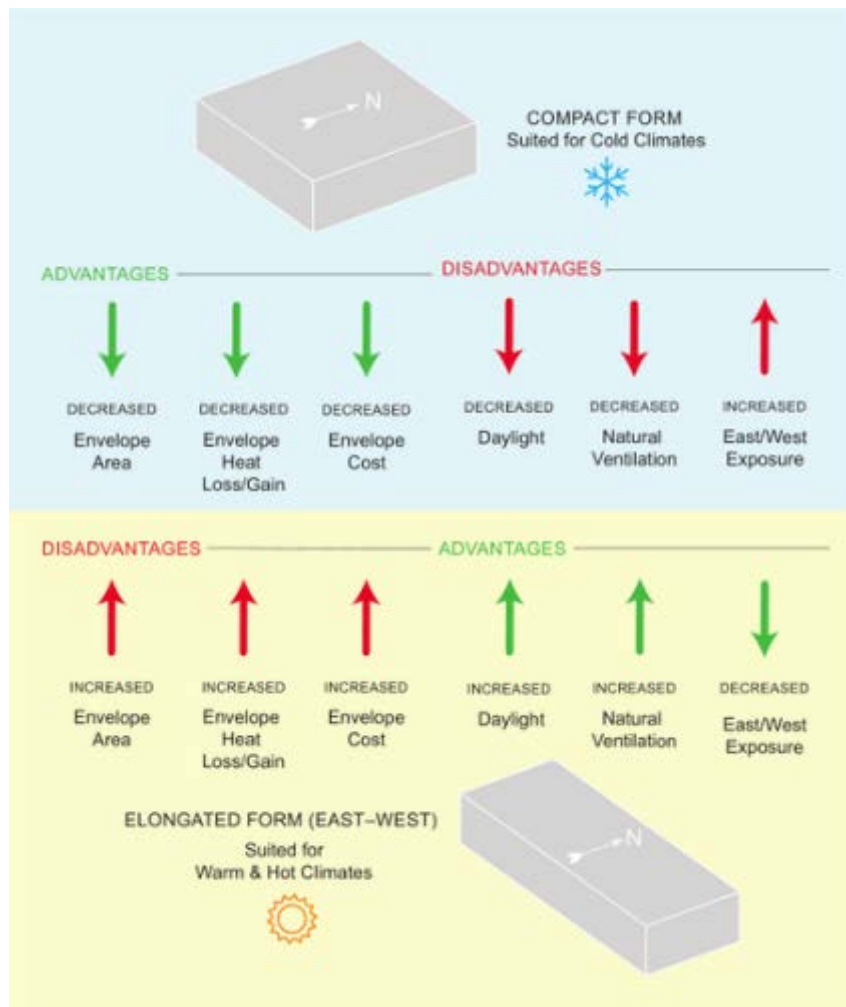 N
COMPACT FORM
Suited for Cold Climates
ADVANTAGES
DISADVANTAGES
DECREASED
Envelope
Area
DECREASED
Envelope
Heat
Loss/Gain
DECREASED
Envelope
Cost
DECREASED
Daylight
DECREASED
Natural
Ventilation
INCREASED
East/West
Exposure
DISADVANTAGES
ADVANTAGES
INCREASED
Envelope
Area
INCREASED
Envelope
Heat
Loss/Gain
INCREASED
Envelope
Cost
INCREASED
Daylight
INCREASED
Natural
Ventilation
DECREASED
East/West
Exposure
ELONGATED FORM (EAST–WEST)
Suited for
Warm & Hot Climates
N